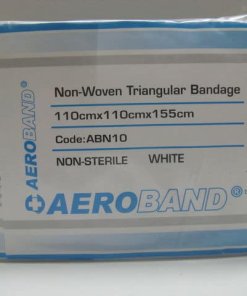 Non-Woven Triangular Bandage
110cmx110cmx155cm
Code:ABN10
NON-STERILE WHITE
AEROBAND®
AEROBAND®